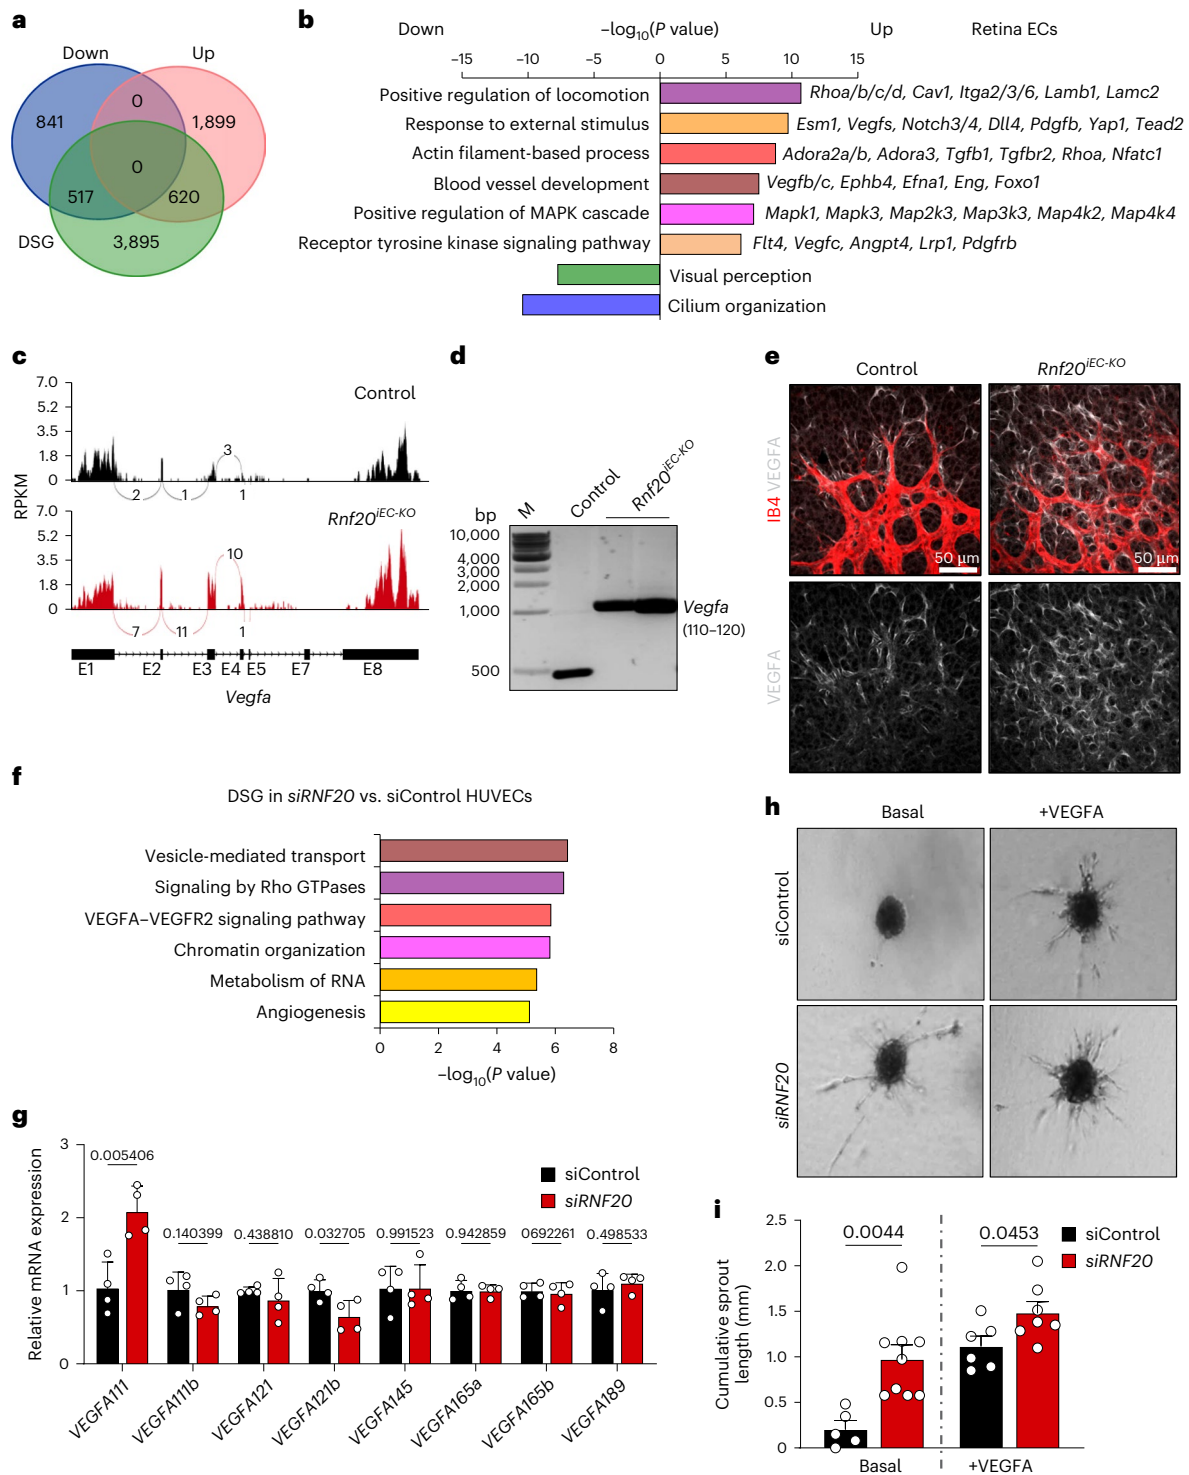 a
Down
Up
0
841
1,899
0
517
620
DSG
3,895
b
Down
–log10(P value)
Up
Retina ECs
–15 –10 –5 0 5 10 15
Positive regulation of locomotion
Rhoa/b/c/d, Cav1, Itga2/3/6, Lamb1, Lamc2
Response to external stimulus
Esm1, Vegfs, Notch3/4, Dll4, Pdgfb, Yap1, Tead2
Actin filament-based process
Adora2a/b, Adora3, Tgfb1, Tgfbr2, Rhoa, Nfatc1
Blood vessel development
Vegfb/c, Ephb4, Efna1, Eng, Foxo1
Positive regulation of MAPK cascade
Mapk1, Mapk3, Map2k3, Map3k3, Map4k2, Map4k4
Receptor tyrosine kinase signaling pathway
Flt4, Vegfc, Angpt4, Lrp1, Pdgfrb
Visual perception
Cilium organization
c
RPKM
7.0
5.2
3.5
1.8
0
Control
3
2
1
1
7.0
5.2
3.5
1.8
0
Rnf20iEC-KO
10
7
11
1
E1 E2 E3 E4 E5 E7 E8
Vegfa
d
bp
M
Control
Rnf20iEC-KO
10,000
4,000
3,000
2,000
1,000
500
Vegfa
(110–120)
e
Control
Rnf20iEC-KO
IB4 VEGFA
50 µm
50 µm
VEGFA
f
DSG in siRNF20 vs. siControl HUVECs
Vesicle-mediated transport
Signaling by Rho GTPases
VEGFA–VEGFR2 signaling pathway
Chromatin organization
Metabolism of RNA
Angiogenesis
0 2 4 6 8
–log10(P value)
g
Relative mRNA expression
3
2
1
0
siControl
siRNF20
0.005406
0.140399
0.438810
0.032705
0.991523
0.942859
0692261
0.498533
VEGFA111
VEGFA111b
VEGFA121
VEGFA121b
VEGFA145
VEGFA165a
VEGFA165b
VEGFA189
h
Basal
+VEGFA
siControl
siRNF20
i
Cumulative sprout
length (mm)
2.5
2.0
1.5
1.0
0.5
0
0.0044
0.0453
siControl
siRNF20
Basal
+VEGFA